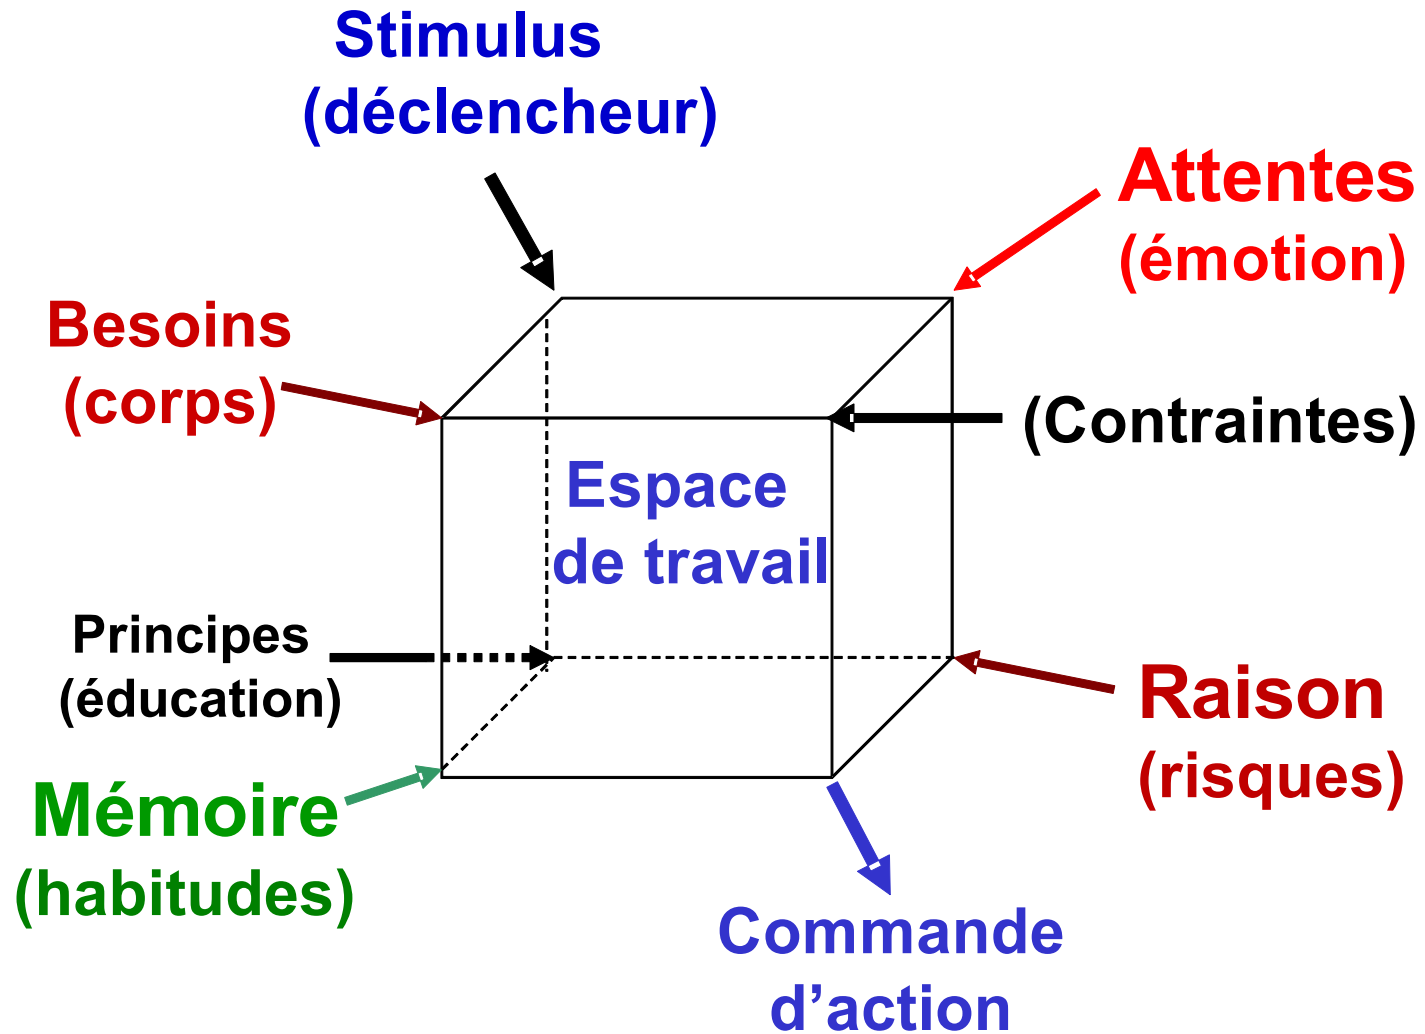 Stimulus
(déclencheur)
Attentes
(émotion)
Besoins
(corps)
(Contraintes)
Espace
de travail
Principes
(éducation)
Raison
(risques)
Mémoire
(habitudes)
Commande
d’action